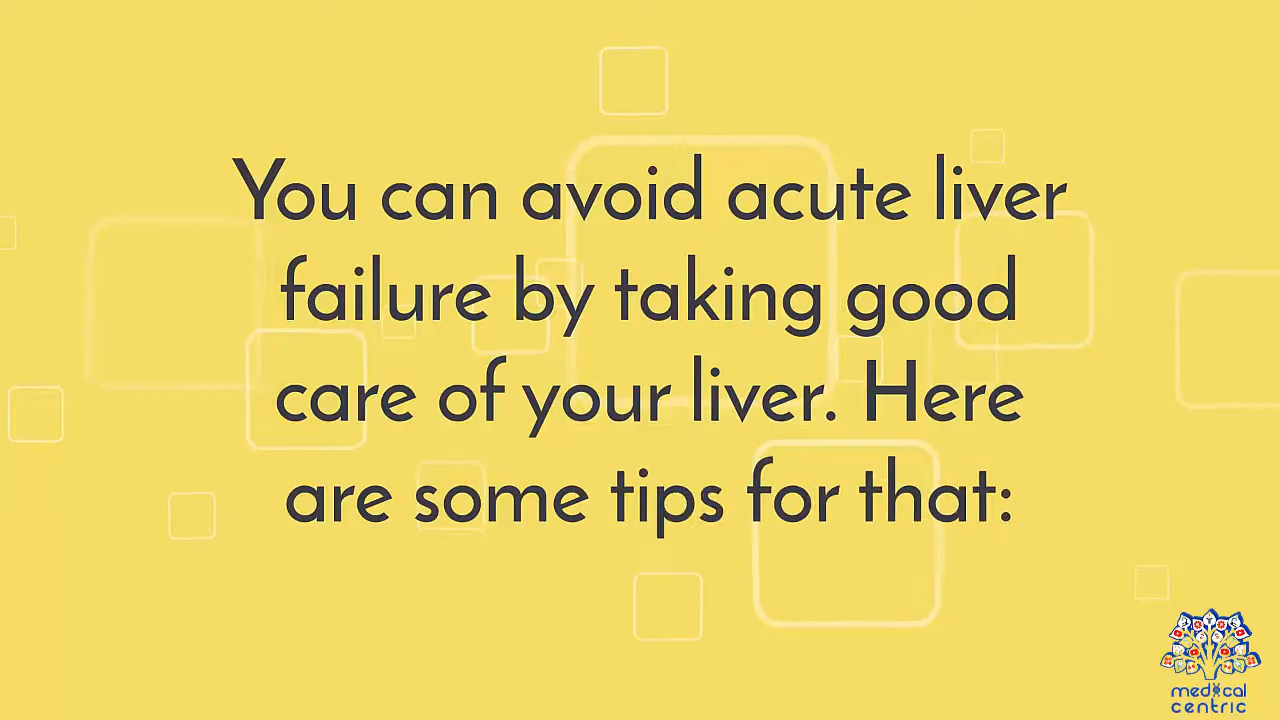 You can avoid acute liver
failure by taking good
care of your liver. Here
are some tips for that:
medical
centric